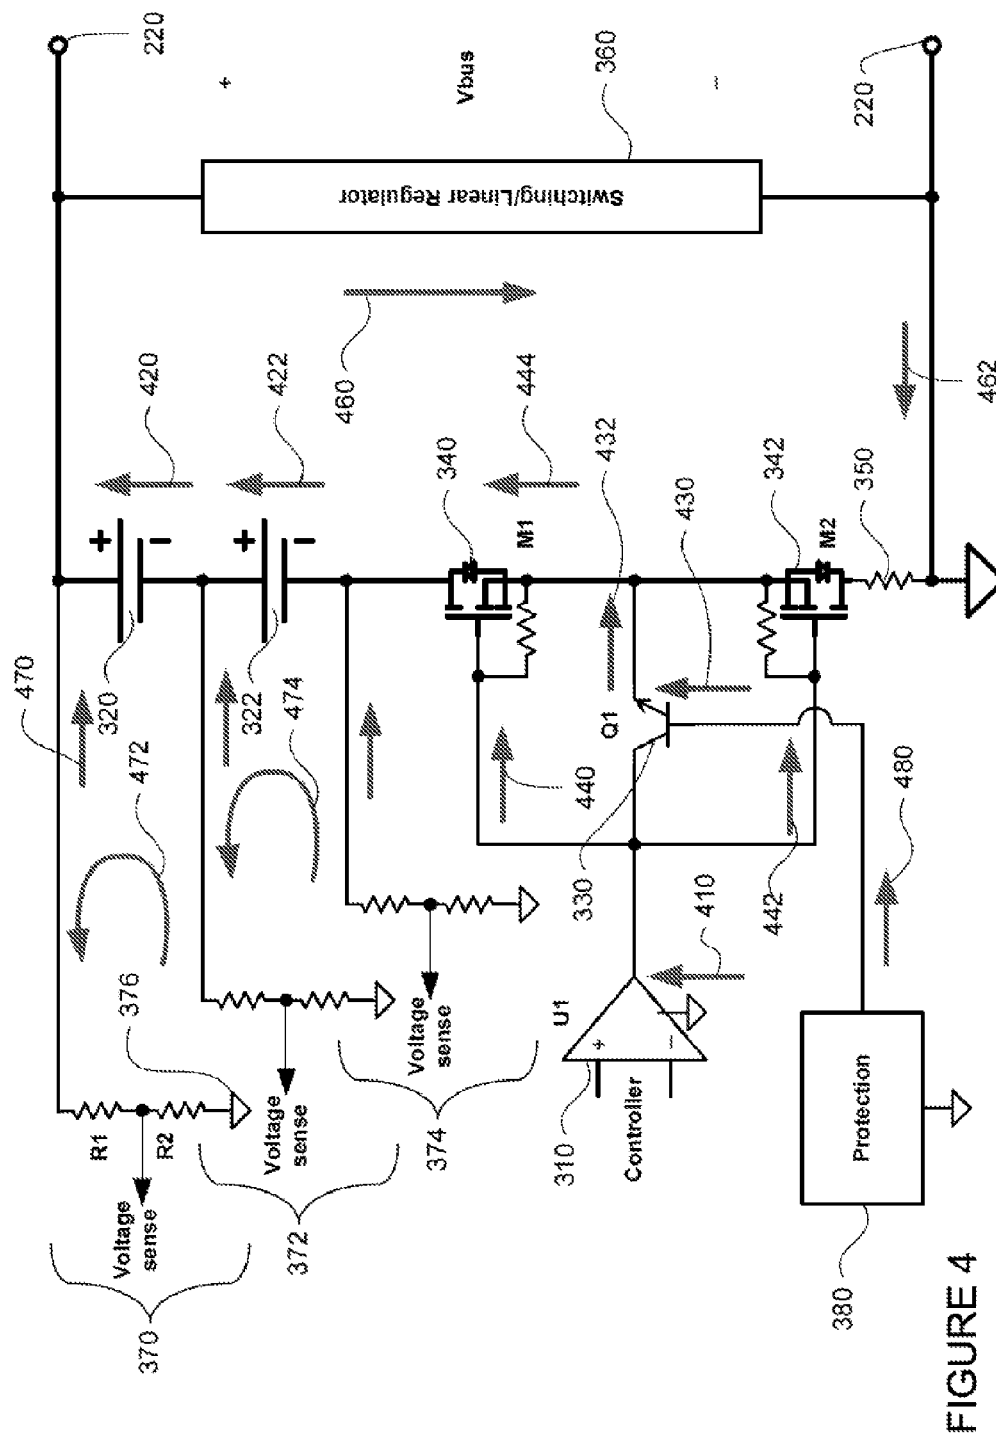 470
472
376
R1
R2
Voltage
sense
370
Voltage
sense
372
Voltage
sense
374
320
322
474
+
−
+
−
420
422
440
340
M1
444
432
460
Switching/Linear Regulator
360
220
+
Vbus
−
220
462
330
Q1
430
342
M2
350
442
480
410
U1
+
−
310
Controller
Protection
380
FIGURE 4